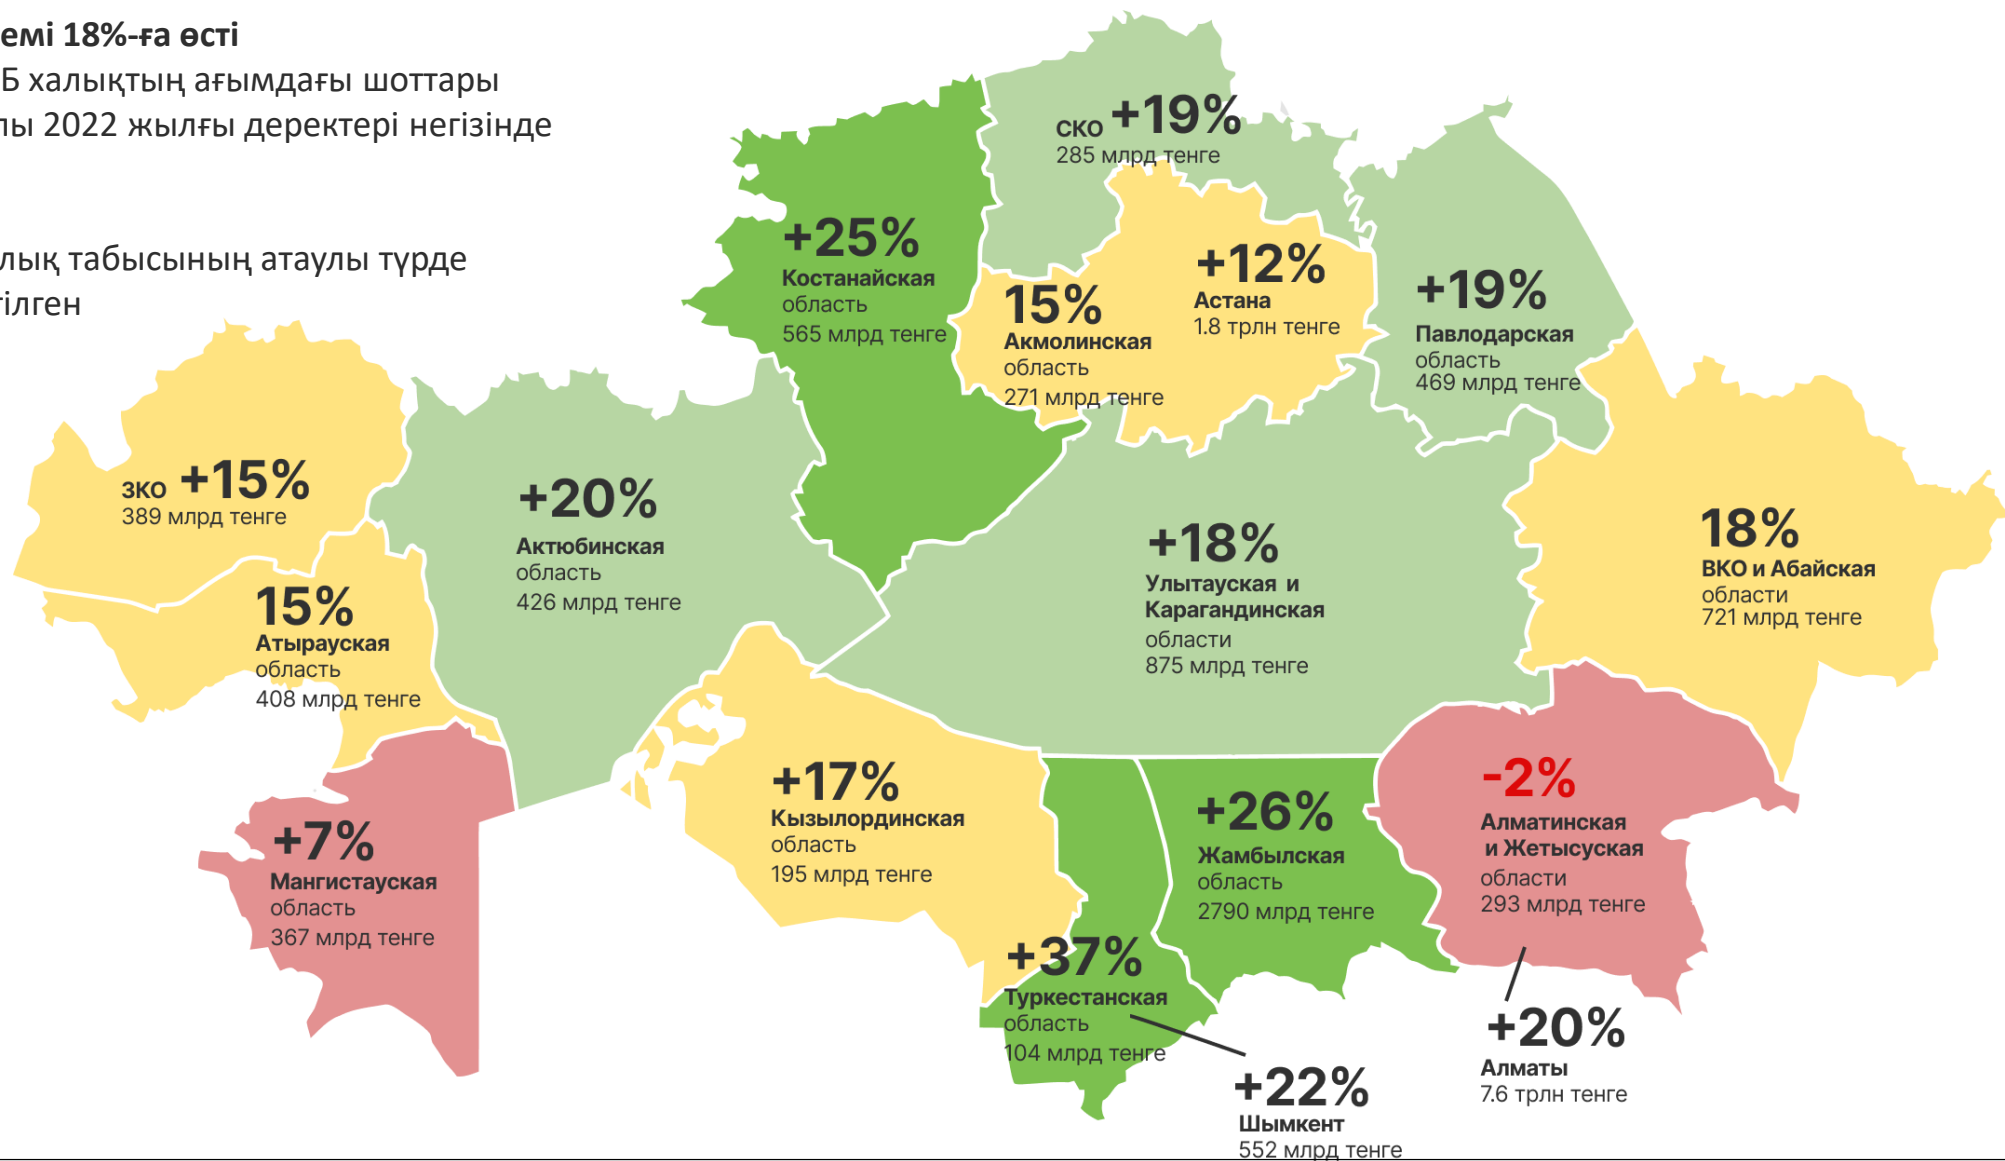 емі 18%-ға өсті
Б халықтың ағымдағы шоттары
лы 2022 жылғы деректері негізінде
лық табысының атаулы түрде
ілген
СКО +19%
285 млрд тенге
+25%
Костанайская
область
565 млрд тенге
15%
Акмолинская
область
271 млрд тенге
+12%
Астана
1.8 трлн тенге
+19%
Павлодарская
область
469 млрд тенге
ЗКО +15%
389 млрд тенге
+20%
Актюбинская
область
426 млрд тенге
+18%
Улытауская и
Карагандинская
области
875 млрд тенге
18%
ВКО и Абайская
области
721 млрд тенге
15%
Атырауская
область
408 млрд тенге
+7%
Мангистауская
область
367 млрд тенге
+17%
Кызылординская
область
195 млрд тенге
+26%
Жамбылская
область
2790 млрд тенге
-2%
Алматинская
и Жетысуская
области
293 млрд тенге
+37%
Туркестанская
область
104 млрд тенге
+20%
Алматы
7.6 трлн тенге
+22%
Шымкент
552 млрд тенге